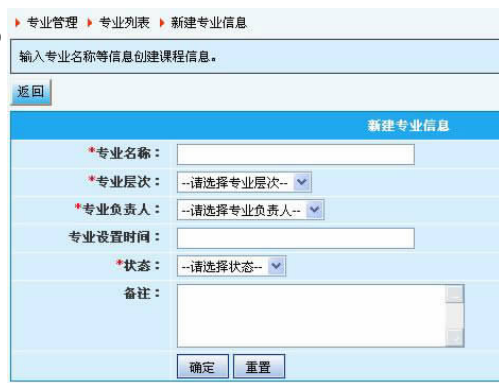 专业管理 专业列表 新建专业信息
输入专业名称等信息创建课程信息。
返回
新建专业信息
*专业名称：
*专业层次： --请选择专业层次--
*专业负责人： --请选择专业负责人--
专业设置时间：
*状态： --请选择状态--
备注：
确定 重置